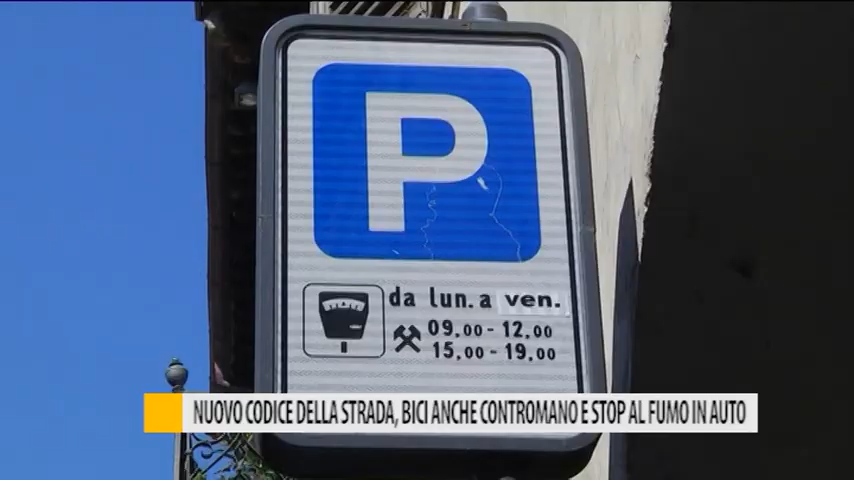 P
da lun. a ven.
09,00 - 12,00
15,00 - 19,00
NUOVO CODICE DELLA STRADA, BICI ANCHE CONTROMANO E STOP AL FUMO IN AUTO